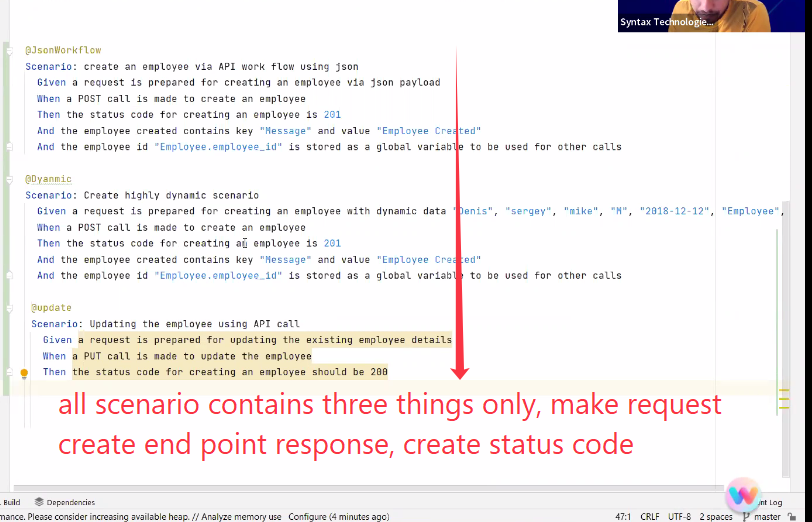 Syntax Technologie...
@JsonWorkflow
Scenario: create an employee via API work flow using json
Given a request is prepared for creating an employee via json payload
When a POST call is made to create an employee
Then the status code for creating an employee is 201
And the employee created contains key "Message" and value "Employee Created"
And the employee id "Employee.employee_id" is stored as a global variable to be used for other calls
@Dyanmic
Scenario: Create highly dynamic scenario
Given a request is prepared for creating an employee with dynamic data "Denis", "sergey", "mike", "M", "2018-12-12", "Employee",
When a POST call is made to create an employee
Then the status code for creating an employee is 201
And the employee created contains key "Message" and value "Employee Created"
And the employee id "Employee.employee_id" is stored as a global variable to be used for other calls
@update
Scenario: Updating the employee using API call
Given a request is prepared for updating the existing employee details
When a PUT call is made to update the employee
Then the status code for creating an employee should be 200
all scenario contains three things only, make request
create end point response, create status code
Build Dependencies Log
mance. Please consider increasing available heap. // Analyze memory use Configure (4 minutes ago) 47:1 CRLF UTF-8 2 spaces master